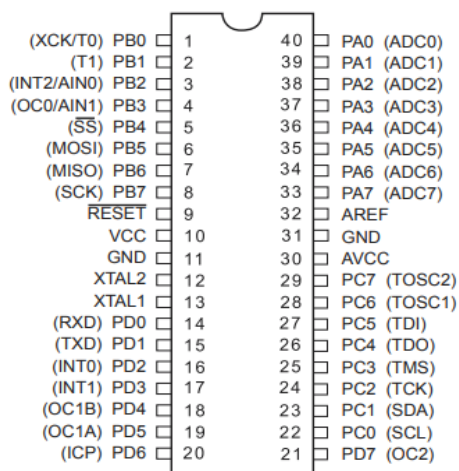 (XCK/T0) PB0 1 40 PA0 (ADC0)
(T1) PB1 2 39 PA1 (ADC1)
(INT2/AIN0) PB2 3 38 PA2 (ADC2)
(OC0/AIN1) PB3 4 37 PA3 (ADC3)
(SS) PB4 5 36 PA4 (ADC4)
(MOSI) PB5 6 35 PA5 (ADC5)
(MISO) PB6 7 34 PA6 (ADC6)
(SCK) PB7 8 33 PA7 (ADC7)
RESET 9 32 AREF
VCC 10 31 GND
GND 11 30 AVCC
XTAL2 12 29 PC7 (TOSC2)
XTAL1 13 28 PC6 (TOSC1)
(RXD) PD0 14 27 PC5 (TDI)
(TXD) PD1 15 26 PC4 (TDO)
(INT0) PD2 16 25 PC3 (TMS)
(INT1) PD3 17 24 PC2 (TCK)
(OC1B) PD4 18 23 PC1 (SDA)
(OC1A) PD5 19 22 PC0 (SCL)
(ICP) PD6 20 21 PD7 (OC2)